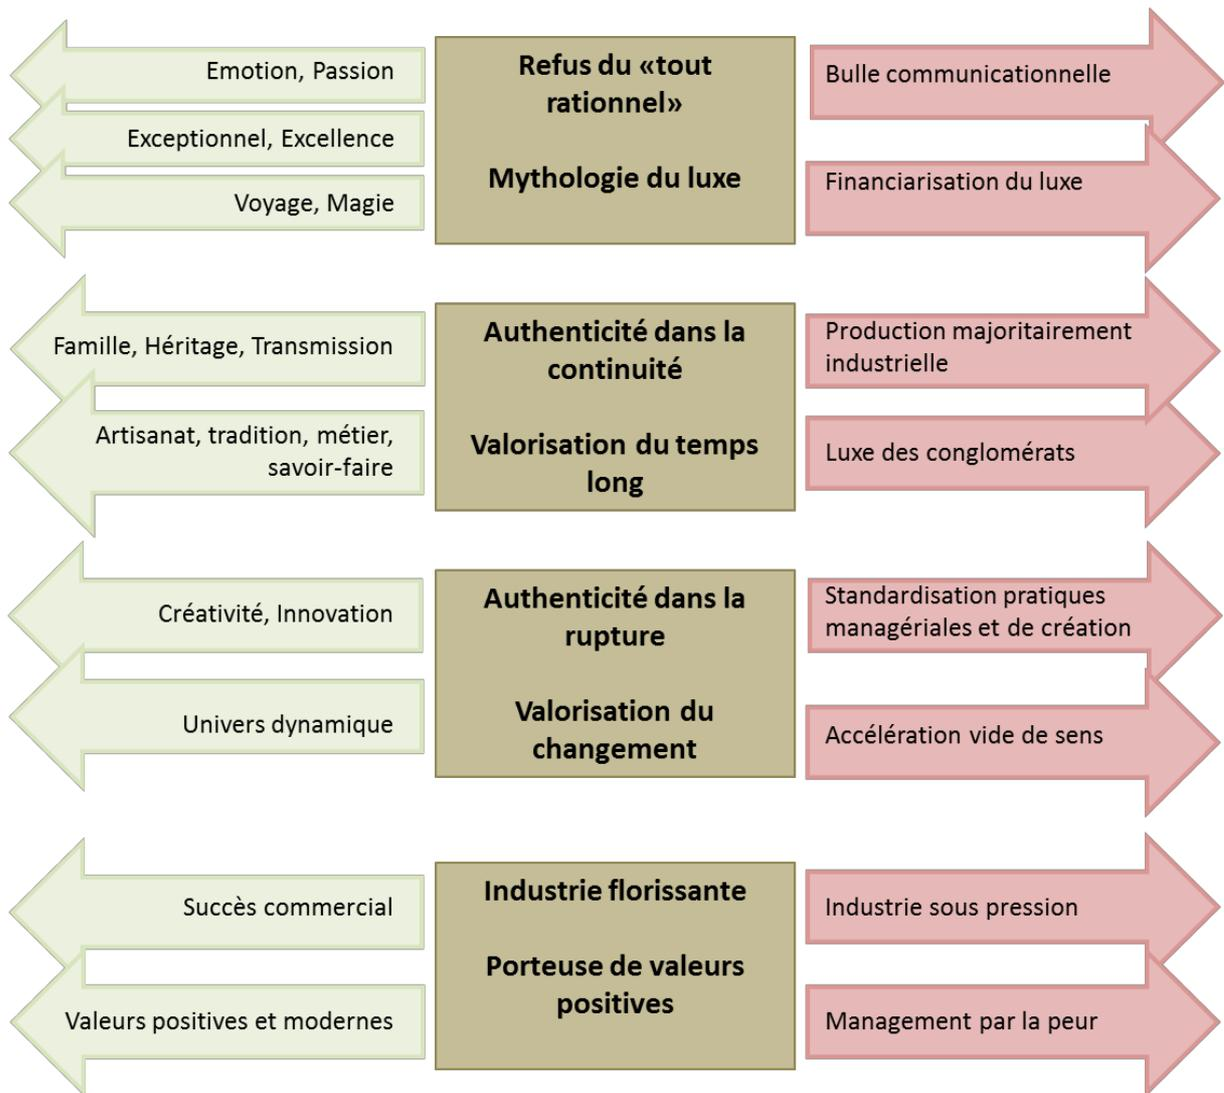 Emotion, Passion
Exceptionnel, Excellence
Voyage, Magie
Refus du «tout
rationnel»
Mythologie du luxe
Bulle communicationnelle
Financiarisation du luxe
Famille, Héritage, Transmission
Artisanat, tradition, métier,
savoir-faire
Authenticité dans la
continuité
Valorisation du temps
long
Production majoritairement
industrielle
Luxe des conglomérats
Créativité, Innovation
Univers dynamique
Authenticité dans la
rupture
Valorisation du
changement
Standardisation pratiques
managériales et de création
Accélération vide de sens
Succès commercial
Valeurs positives et modernes
Industrie florissante
Porteuse de valeurs
positives
Industrie sous pression
Management par la peur